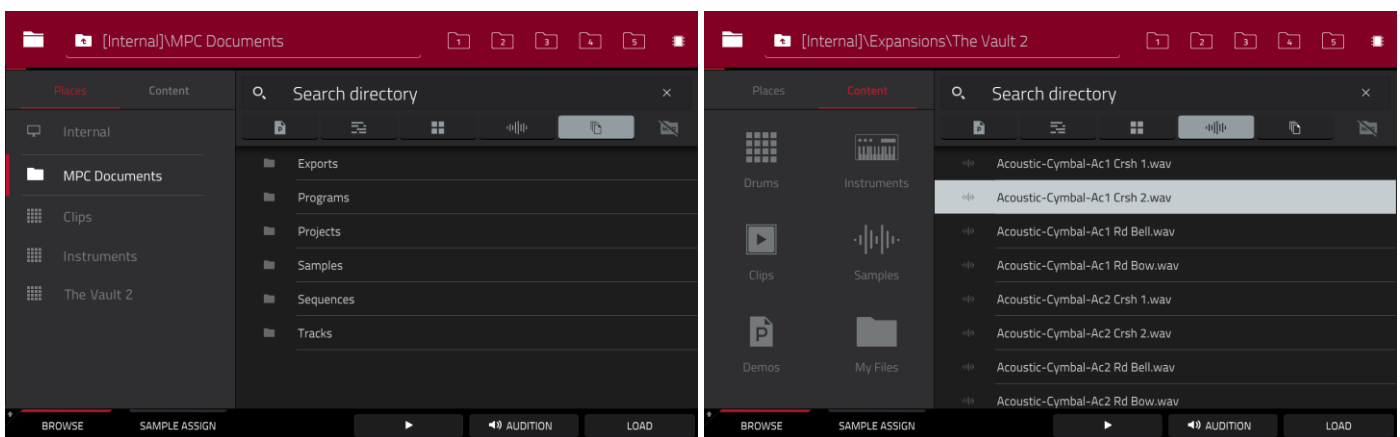 [Internal]\MPC Documents
1 2 3 4 5
Places Content
Search directory
Internal
MPC Documents
Clips
Instruments
The Vault 2
P
Exports
Programs
Projects
Samples
Sequences
Tracks
BROWSE SAMPLE ASSIGN AUDITION LOAD
[Internal]\Expansions\The Vault 2
1 2 3 4 5
Places Content
Search directory
Drums Instruments
Clips Samples
P
Demos My Files
P
Acoustic-Cymbal-Ac1 Crsh 1.wav
Acoustic-Cymbal-Ac1 Crsh 2.wav
Acoustic-Cymbal-Ac1 Rd Bell.wav
Acoustic-Cymbal-Ac1 Rd Bow.wav
Acoustic-Cymbal-Ac2 Crsh 1.wav
Acoustic-Cymbal-Ac2 Crsh 2.wav
Acoustic-Cymbal-Ac2 Rd Bell.wav
Acoustic-Cymbal-Ac2 Rd Bow.wav
BROWSE SAMPLE ASSIGN AUDITION LOAD